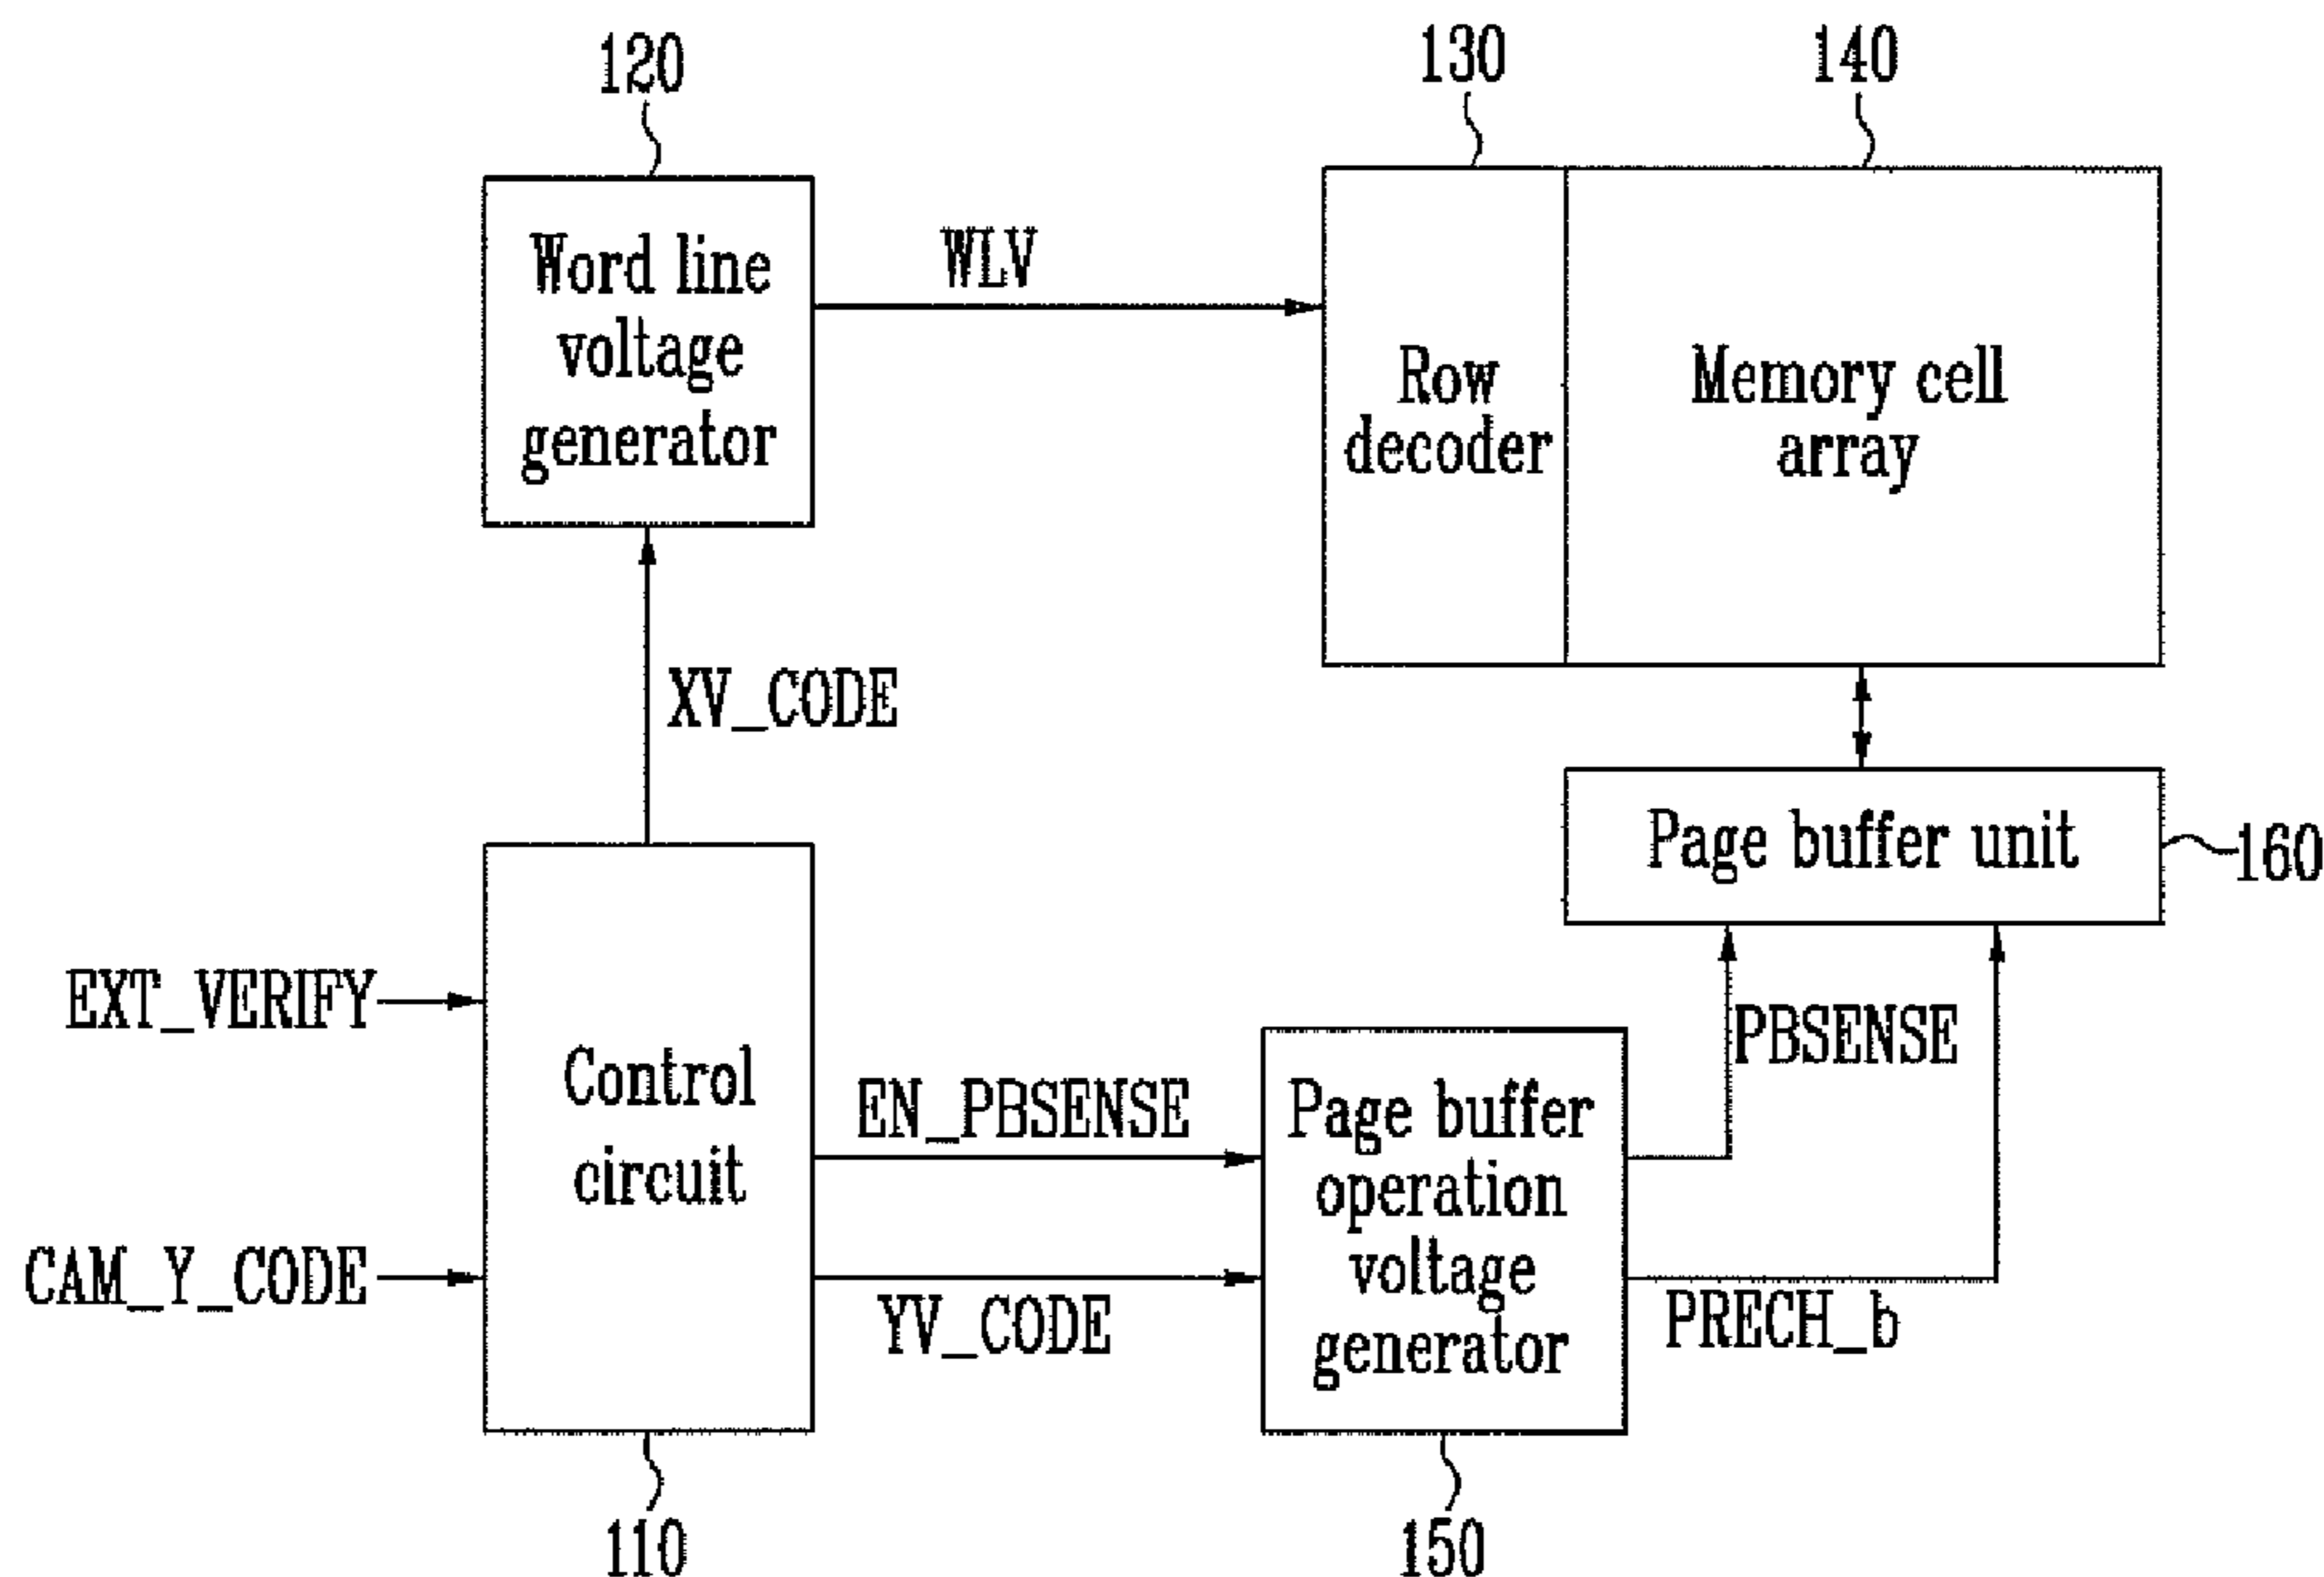 120
130
140
Word line
voltage
generator
WLV
Row
decoder
Memory cell
array
XV_CODE
Page buffer unit
160
EXT_VERIFY
CAM_Y_CODE
Control
circuit
EN_PBSENSE
YV_CODE
Page buffer
operation
voltage
generator
PBSENSE
PRECH_b
110
150